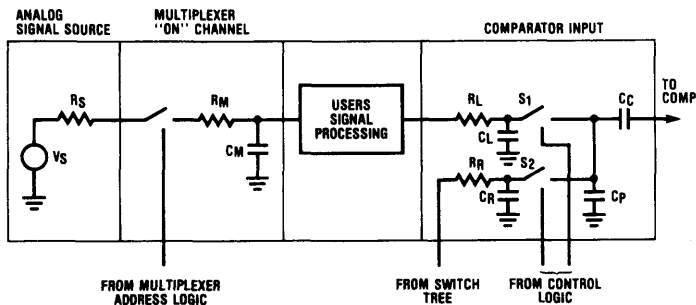 ANALOG
SIGNAL SOURCE
MULTIPLEXER
"ON" CHANNEL
COMPARATOR INPUT
RS
RM
VS
CM
USERS
SIGNAL
PROCESSING
RL
S1
CL
CC
TO
COMP
RR
S2
CR
CP
FROM MULTIPLEXER
ADDRESS LOGIC
FROM SWITCH
TREE
FROM CONTROL
LOGIC